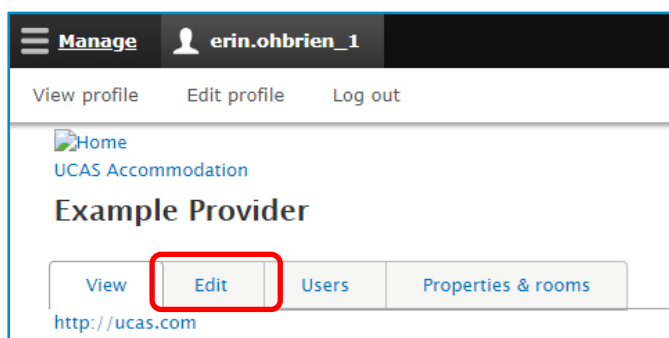 Manage erin.ohbrien_1
View profile Edit profile Log out
Home
UCAS Accommodation
Example Provider
View Edit Users Properties & rooms
http://ucas.com